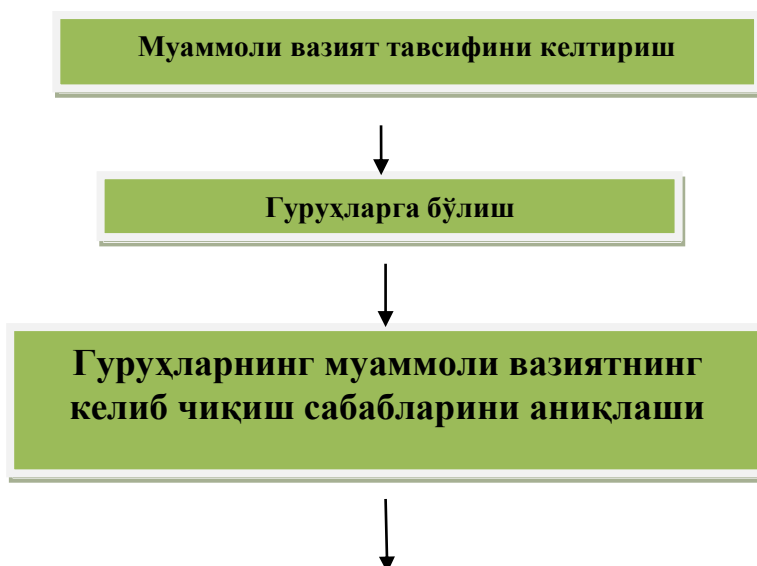 Муаммоли вазият тавсифини келтириш
Гуруҳларга бўлиш
Гуруҳларнинг муаммоли вазиятнинг
келиб чиқиш сабабларини аниқлаши